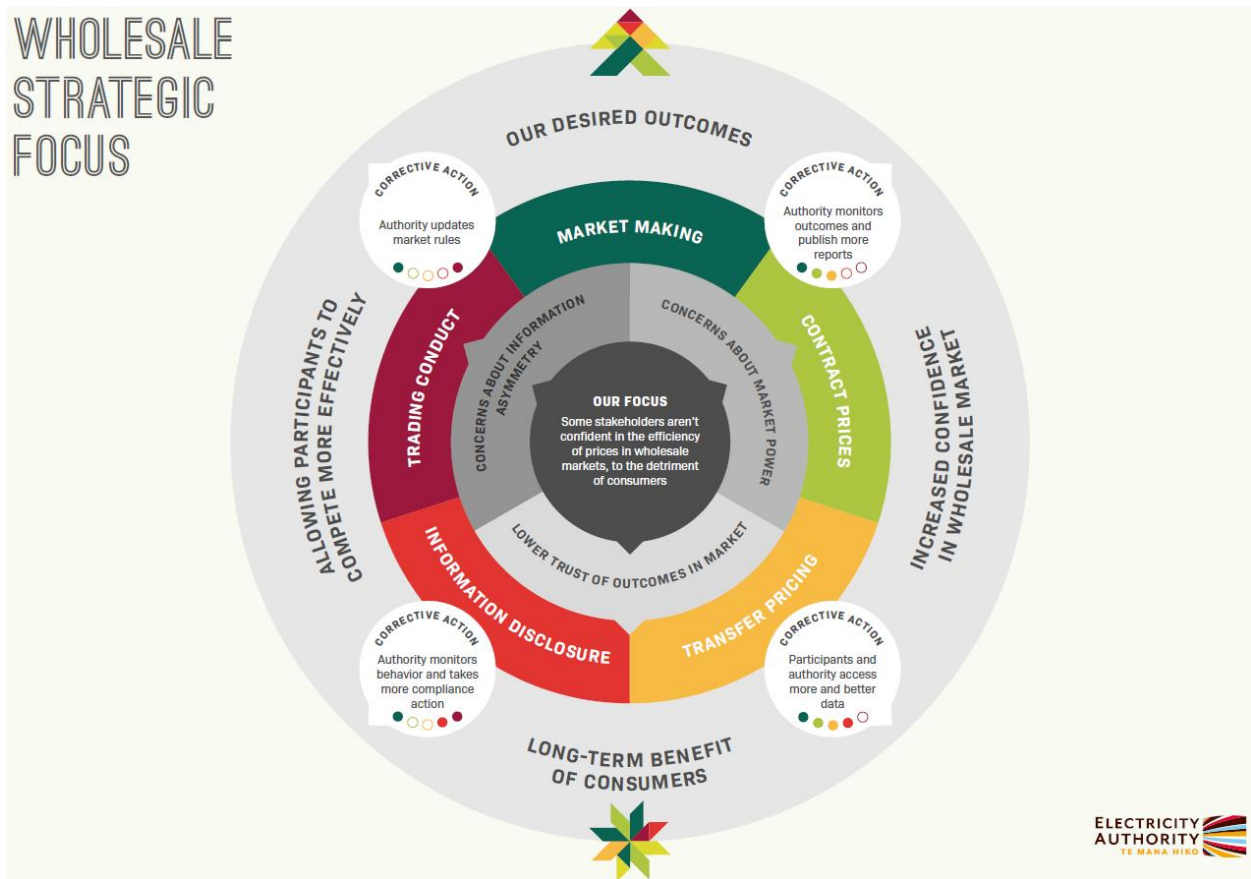 WHOLESALE
STRATEGIC
FOCUS
OUR DESIRED OUTCOMES
CORRECTIVE ACTION
Authority updates
market rules
CORRECTIVE ACTION
Authority monitors
outcomes and
publish more
reports
MARKET MAKING
TRADING CONDUCT
CONTRACT PRICES
CONCERNS ABOUT INFORMATION
ASYMMETRY
CONCERNS ABOUT MARKET POWER
ALLOWING PARTICIPANTS TO
COMPETE MORE EFFECTIVELY
OUR FOCUS
Some stakeholders aren't
confident in the efficiency
of prices in wholesale
markets, to the detriment
of consumers
INCREASED CONFIDENCE
IN WHOLESALE MARKET
LOWER TRUST OF OUTCOMES IN MARKET
INFORMATION DISCLOSURE
TRANSFER PRICING
CORRECTIVE ACTION
Authority monitors
behavior and takes
more compliance
action
CORRECTIVE ACTION
Participants and
authority access
more and better
data
LONG-TERM BENEFIT
OF CONSUMERS
ELECTRICITY
AUTHORITY
TE MANA HIKO